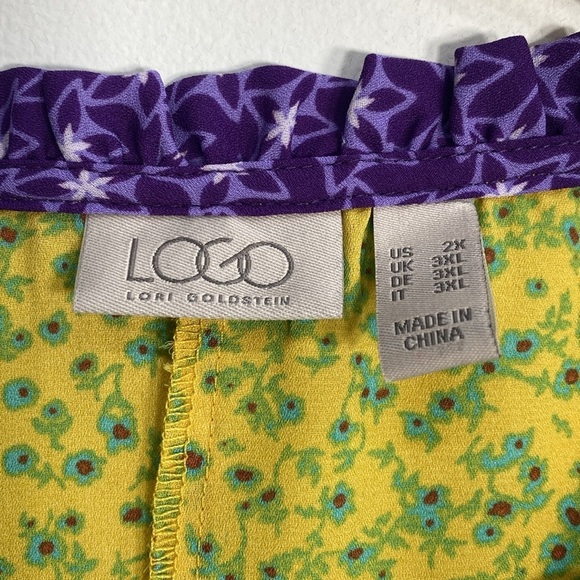 LOGO
LORI GOLDSTEIN
US 2X
UK 3XL
DE 3XL
IT 3XL
MADE IN
CHINA